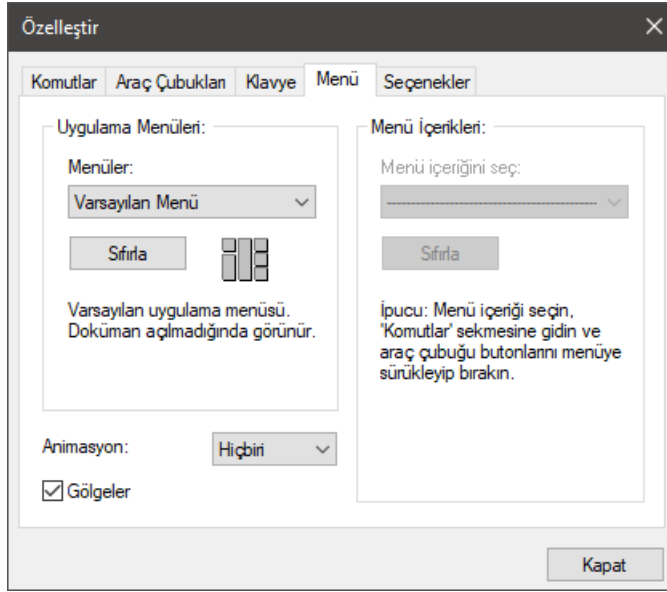 Özelleştir
Komutlar Araç Çubukları Klavye Menü Seçenekler
Uygulama Menüleri:
Menüler:
Varsayılan Menü
Sıfırla
Varsayılan uygulama menüsü.
Doküman açılmadığında görünür.
Animasyon:
Hiçbiri
Gölgeler
Menü İçerikleri:
Menü içeriğini seç:
Sıfırla
İpucu: Menü içeriği seçin,
'Komutlar' sekmesine gidin ve
araç çubuğu butonlarını menüye
sürükleyip bırakın.
Kapat